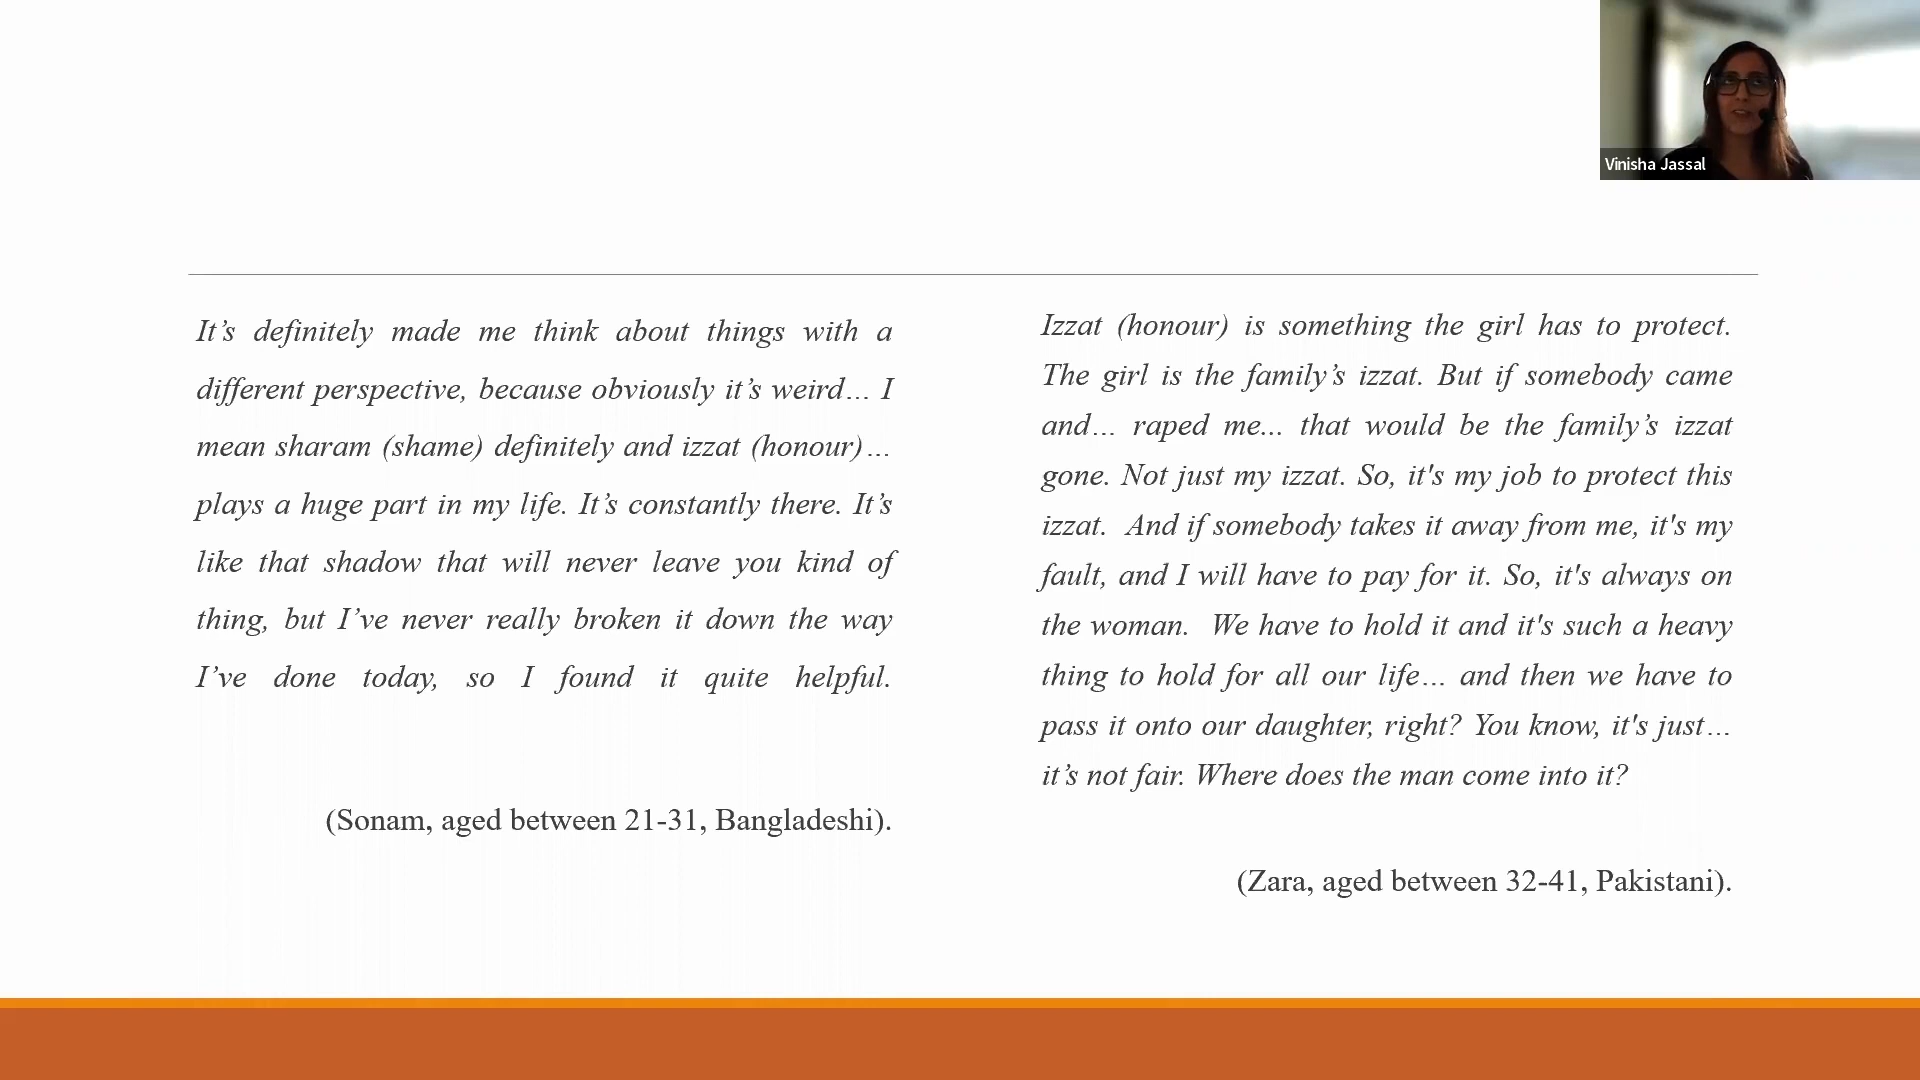 Vinisha Jassal
It’s definitely made me think about things with a
different perspective, because obviously it’s weird… I
mean sharam (shame) definitely and izzat (honour)…
plays a huge part in my life. It’s constantly there. It’s
like that shadow that will never leave you kind of
thing, but I’ve never really broken it down the way
I’ve done today, so I found it quite helpful.
(Sonam, aged between 21-31, Bangladeshi).
Izzat (honour) is something the girl has to protect.
The girl is the family’s izzat. But if somebody came
and… raped me... that would be the family’s izzat
gone. Not just my izzat. So, it's my job to protect this
izzat.  And if somebody takes it away from me, it's my
fault, and I will have to pay for it. So, it's always on
the woman.  We have to hold it and it's such a heavy
thing to hold for all our life… and then we have to
pass it onto our daughter, right? You know, it's just…
it’s not fair. Where does the man come into it?
(Zara, aged between 32-41, Pakistani).